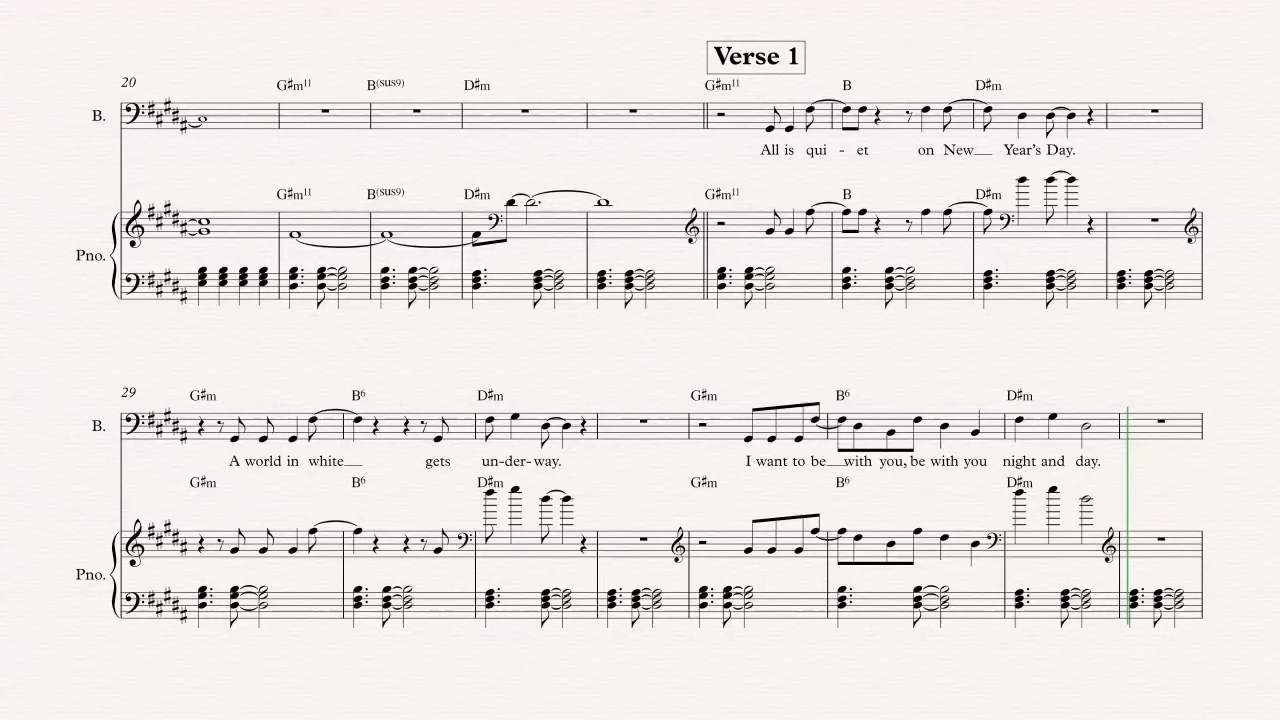 Verse 1
20 G♯m11 B(sus9) D♯m G♯m11 B D♯m
B.
All is qui - et on New Year's Day.
G♯m11 B(sus9) D♯m G♯m11 B D♯m
Pno.
29 G♯m B6 D♯m G♯m B6 D♯m
B.
A world in white gets un-der-way. I want to be with you, be with you night and day.
G♯m B6 D♯m G♯m B6 D♯m
Pno.